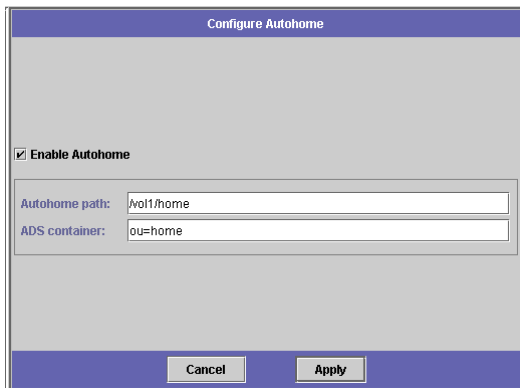 Configure Autohome
Enable Autohome
Autohome path: /vol1/home
ADS container: ou=home
Cancel Apply